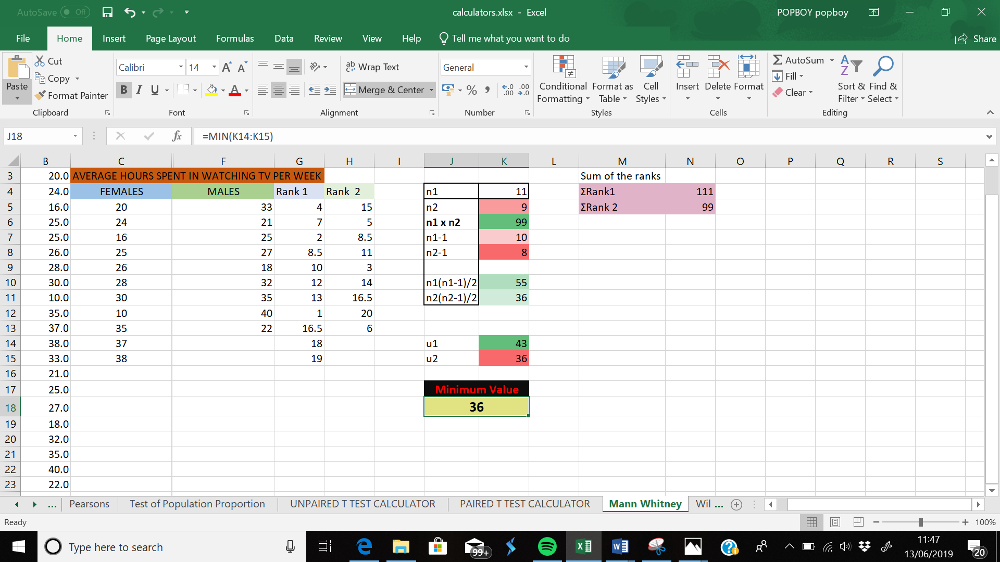 AutoSave Off
calculators.xlsx - Excel
POPBOY popboy
File Home Insert Page Layout Formulas Data Review View Help Tell me what you want to do Share
Paste
Cut
Copy
Format Painter
Clipboard
Calibri 14
B I U
Font
Wrap Text
Merge & Center
Alignment
General
Number
Conditional Formatting
Format as Table
Cell Styles
Styles
Insert Delete Format
Cells
AutoSum
Fill
Clear
Sort & Filter
Find & Select
Editing
J18 fx =MIN(K14:K15)
B C F G H I J K L M N O P Q R S
3 20.0 AVERAGE HOURS SPENT IN WATCHING TV PER WEEK Sum of the ranks
4 24.0 FEMALES MALES Rank 1 Rank 2 n1 11 ΣRank1 111
5 16.0 20 33 4 15 n2 9 ΣRank 2 99
6 25.0 24 21 7 5 n1 x n2 99
7 25.0 16 25 2 8.5 n1-1 10
8 26.0 25 27 8.5 11 n2-1 8
9 28.0 26 18 10 3
10 30.0 28 32 12 14 n1(n1-1)/2 55
11 10.0 30 35 13 16.5 n2(n2-1)/2 36
12 35.0 10 40 1 20
13 37.0 35 22 16.5 6
14 38.0 37 18 u1 43
15 33.0 38 19 u2 36
16 21.0
17 25.0 Minimum Value
18 27.0 36
19 18.0
20 32.0
21 35.0
22 40.0
23 22.0
... Pearsons Test of Population Proportion UNPAIRED T TEST CALCULATOR PAIRED T TEST CALCULATOR Mann Whitney Wil ...
Ready 100%
Type here to search
99+
11:47
13/06/2019
20